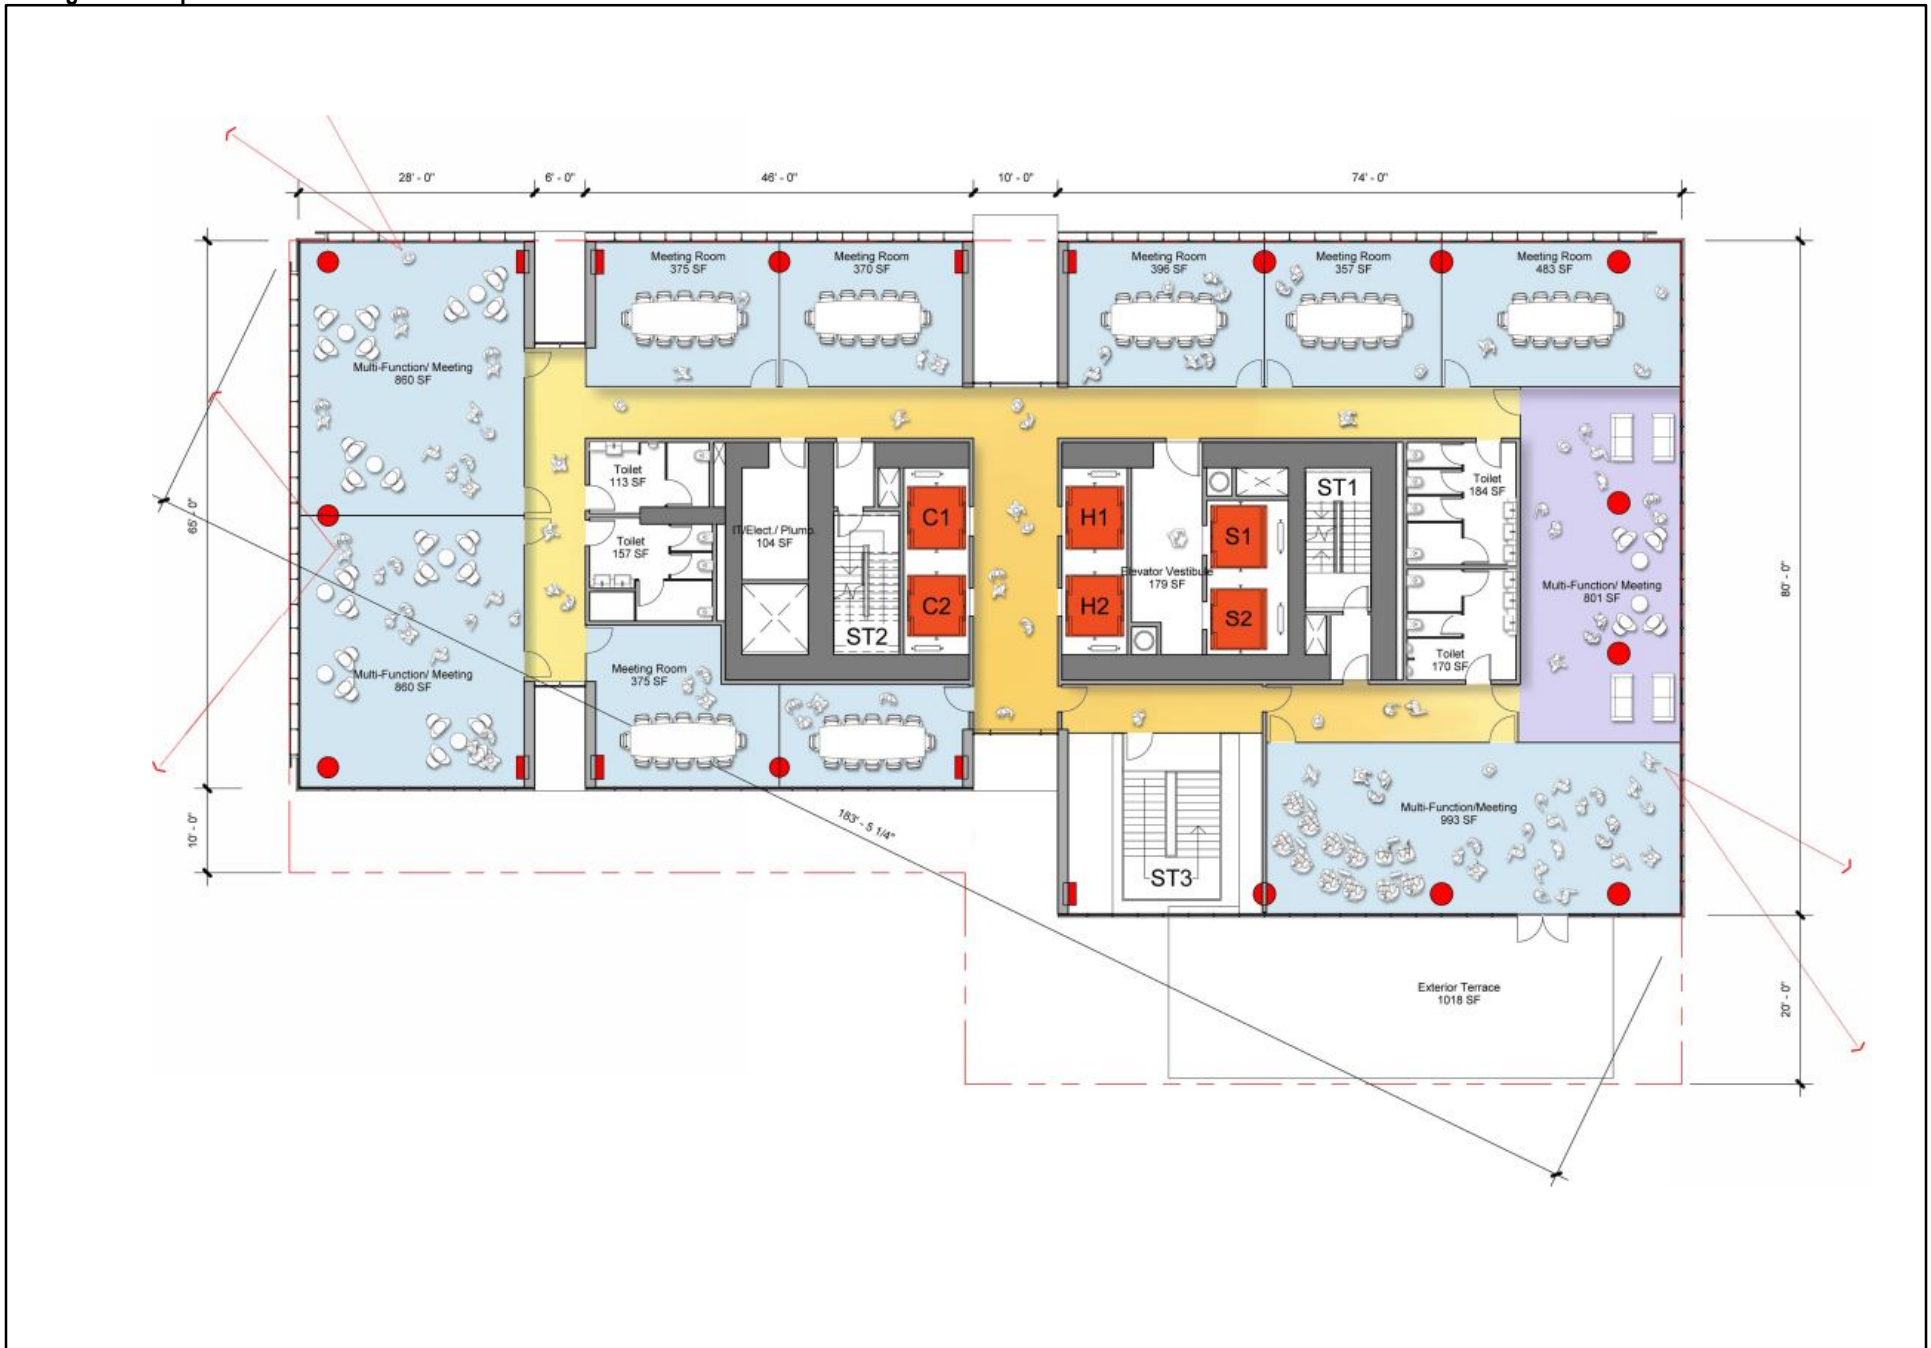 28' - 0"
6' - 0"
46' - 0"
10' - 0"
74' - 0"
Meeting Room
375 SF
Meeting Room
370 SF
Meeting Room
396 SF
Meeting Room
357 SF
Meeting Room
483 SF
Multi-Function/ Meeting
860 SF
Toilet
113 SF
Toilet
157 SF
IT/Elect./ Plump.
104 SF
ST2
C1
C2
H1
H2
Elevator Vestibule
179 SF
S1
S2
ST1
Toilet
184 SF
Toilet
170 SF
Multi-Function/ Meeting
801 SF
65' - 0"
80' - 0"
Multi-Function/ Meeting
860 SF
Meeting Room
375 SF
10' - 0"
183' - 5 1/4"
ST3
Multi-Function/Meeting
993 SF
Exterior Terrace
1018 SF
20' - 0"